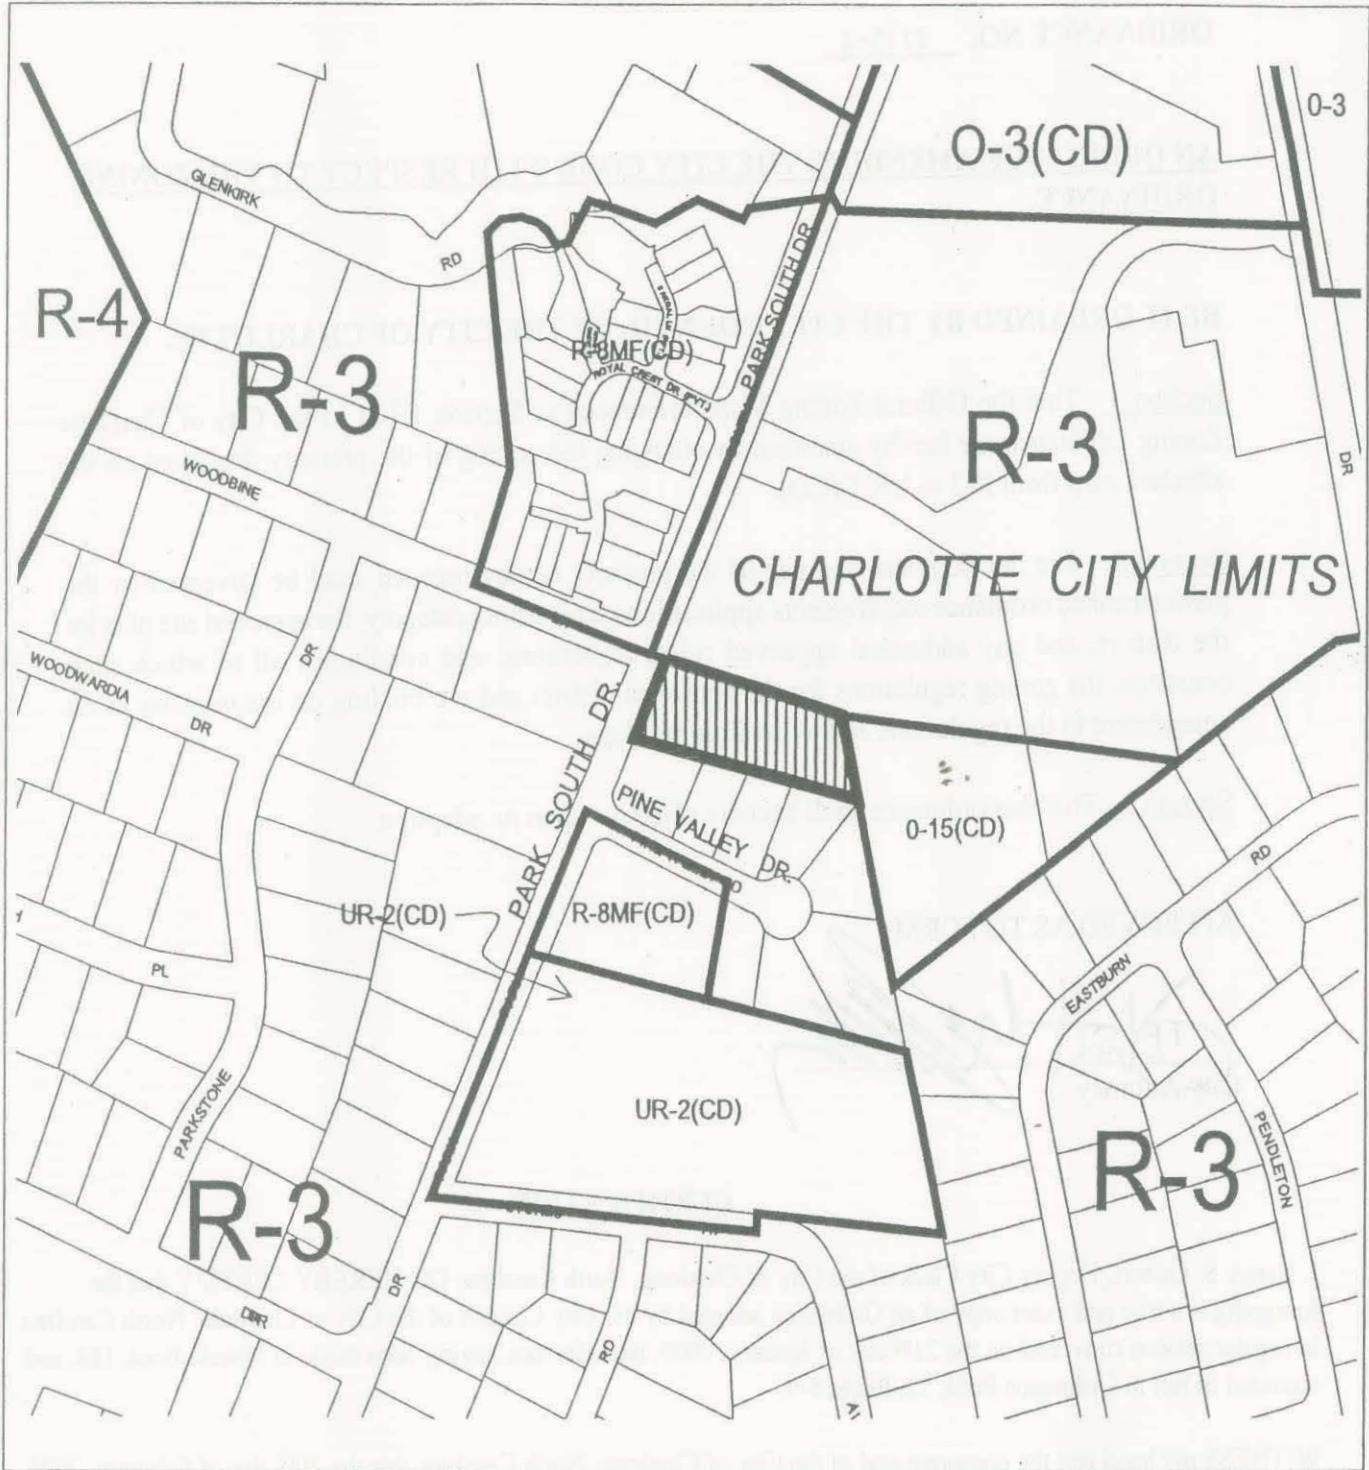 O-3(CD)
0-3
GLENKIRK
RD
R-4
R-3
R-8MF(CD)
ROYAL CREST DR (PVT)
PARK SOUTH DR
R-3
DR
WOODBINE
DR
CHARLOTTE CITY LIMITS
WOODWARDIA
DR
PARK SOUTH DR.
PINE VALLEY DR.
0-15(CD)
RD
UR-2(CD)
R-8MF(CD)
PL
EASTBURN
PARKSTONE
UR-2(CD)
PENDLETON
R-3
R-3
DR
DR
RD